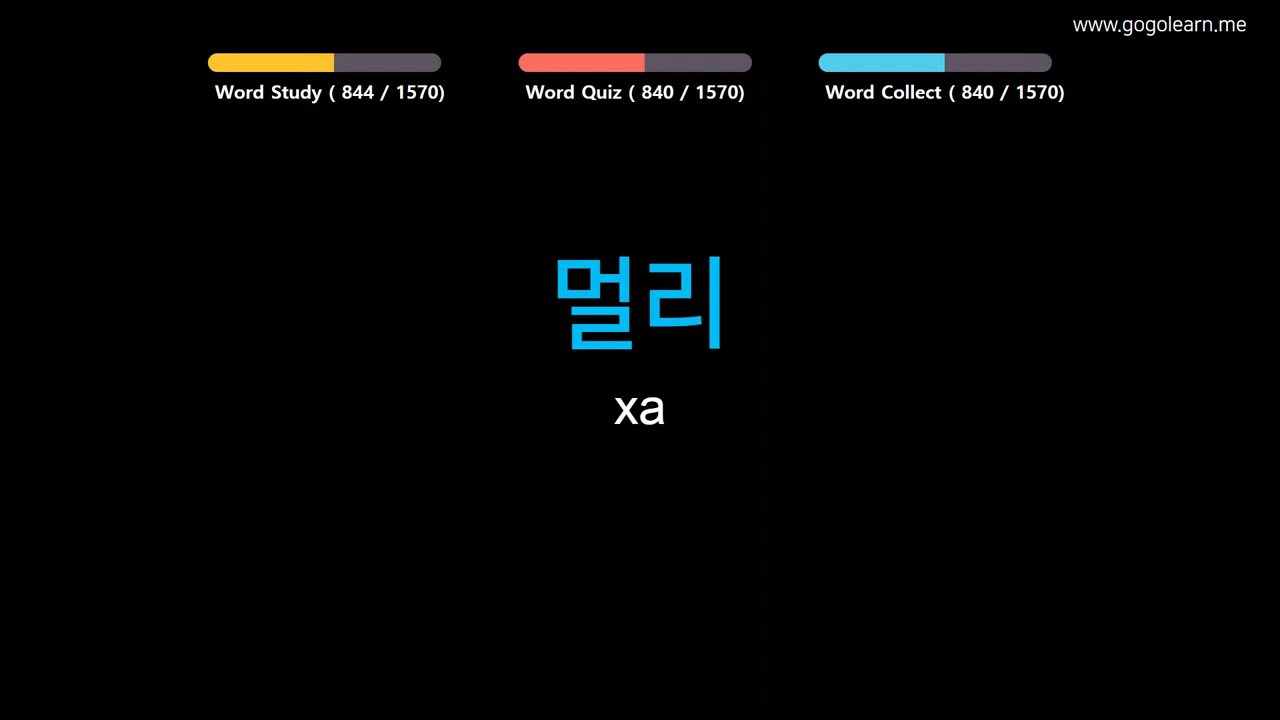 www.gogolearn.me
Word Study ( 844 / 1570)
Word Quiz ( 840 / 1570)
Word Collect ( 840 / 1570)
멀리
xa